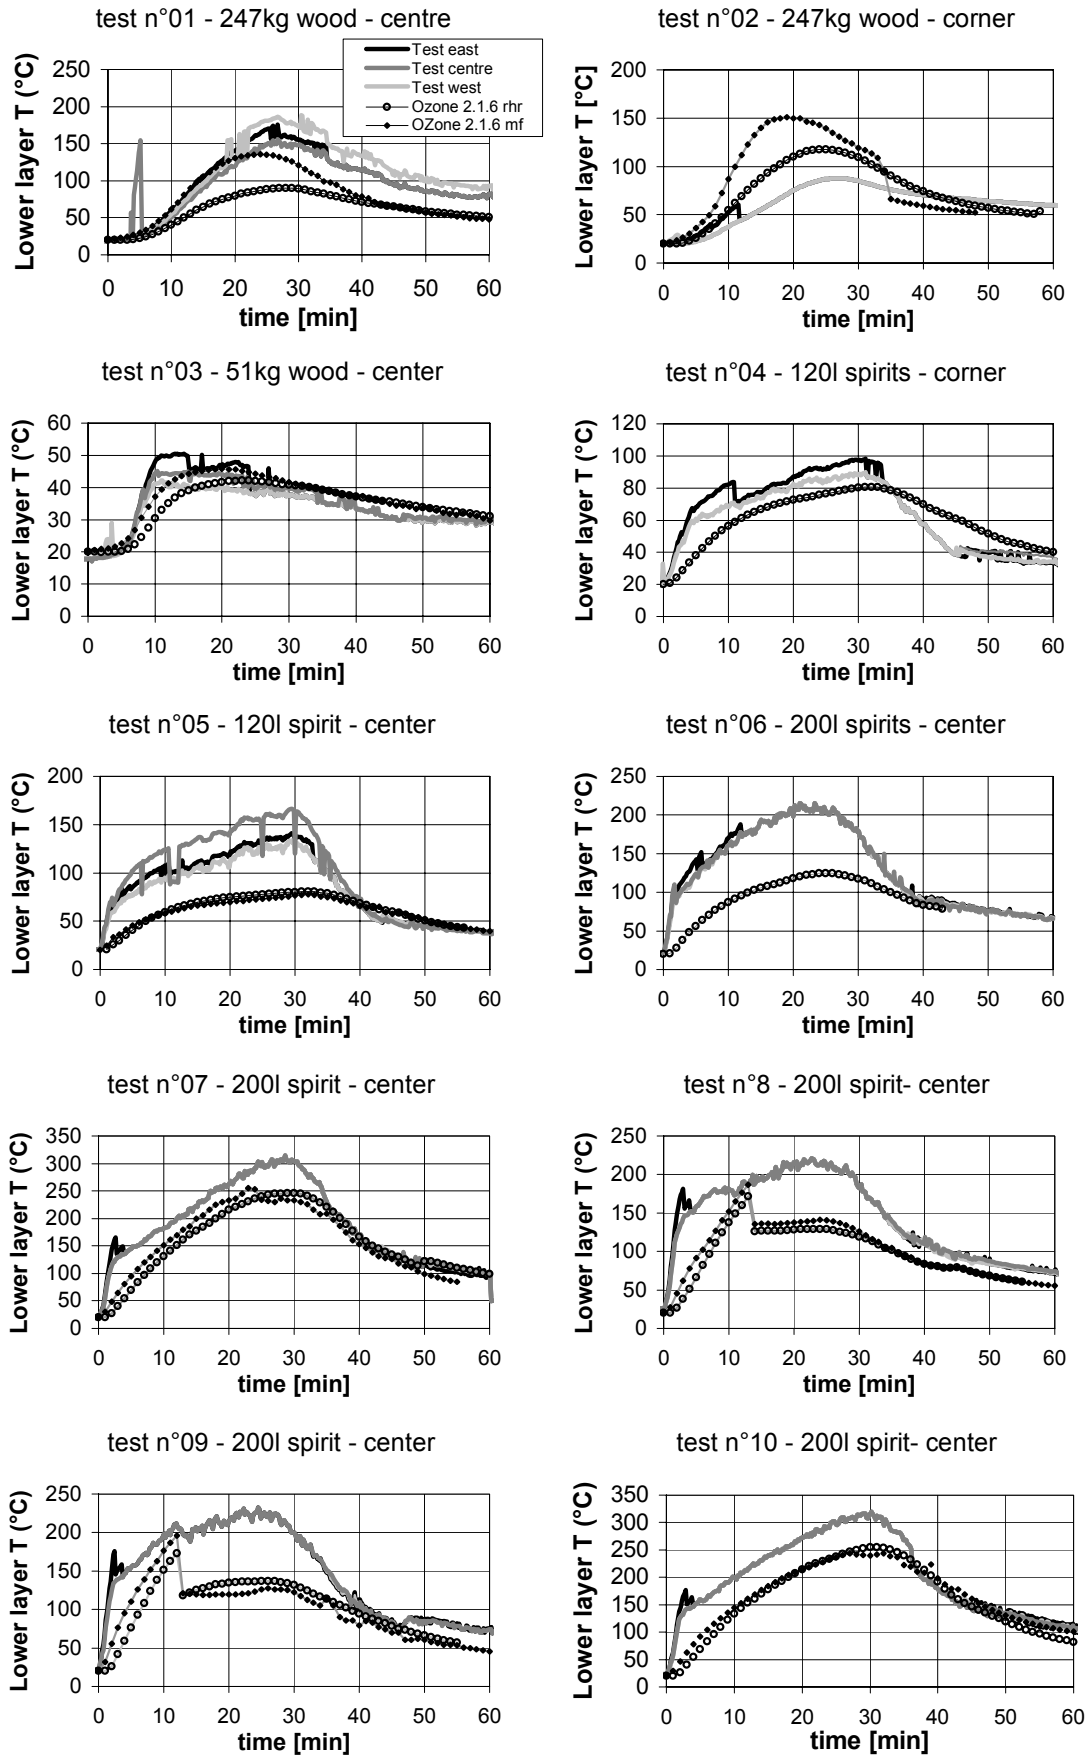 test n°01 - 247kg wood - centre
Lower layer T (°C)
250
200
150
100
50
0
0 10 20 30 40 50 60
time [min]
Test east
Test centre
Test west
Ozone 2.1.6 rhr
OZone 2.1.6 mf
test n°02 - 247kg wood - corner
Lower layer T [°C]
200
150
100
50
0
0 10 20 30 40 50 60
time [min]
test n°03 - 51kg wood - center
Lower layer T (°C)
60
50
40
30
20
10
0
0 10 20 30 40 50 60
time [min]
test n°04 - 120l spirits - corner
Lower layer T (°C)
120
100
80
60
40
20
0
0 10 20 30 40 50 60
time [min]
test n°05 - 120l spirit - center
Lower layer T (°C)
200
150
100
50
0
0 10 20 30 40 50 60
time [min]
test n°06 - 200l spirits - center
Lower layer T (°C)
250
200
150
100
50
0
0 10 20 30 40 50 60
time [min]
test n°07 - 200l spirit - center
Lower layer T (°C)
350
300
250
200
150
100
50
0
0 10 20 30 40 50 60
time [min]
test n°8 - 200l spirit- center
Lower layer T (°C)
250
200
150
100
50
0
0 10 20 30 40 50 60
time [min]
test n°09 - 200l spirit - center
Lower layer T (°C)
250
200
150
100
50
0
0 10 20 30 40 50 60
time [min]
test n°10 - 200l spirit- center
Lower layer T (°C)
350
300
250
200
150
100
50
0
0 10 20 30 40 50 60
time [min]